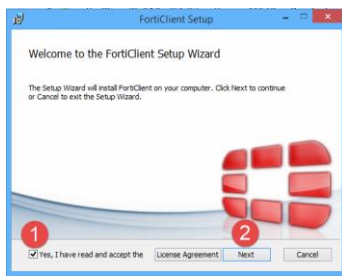 FortiClient Setup
Welcome to the FortiClient Setup Wizard
The Setup Wizard will install FortiClient on your computer. Click Next to continue
or Cancel to exit the Setup Wizard.
1
2
Yes, I have read and accept the License Agreement Next Cancel